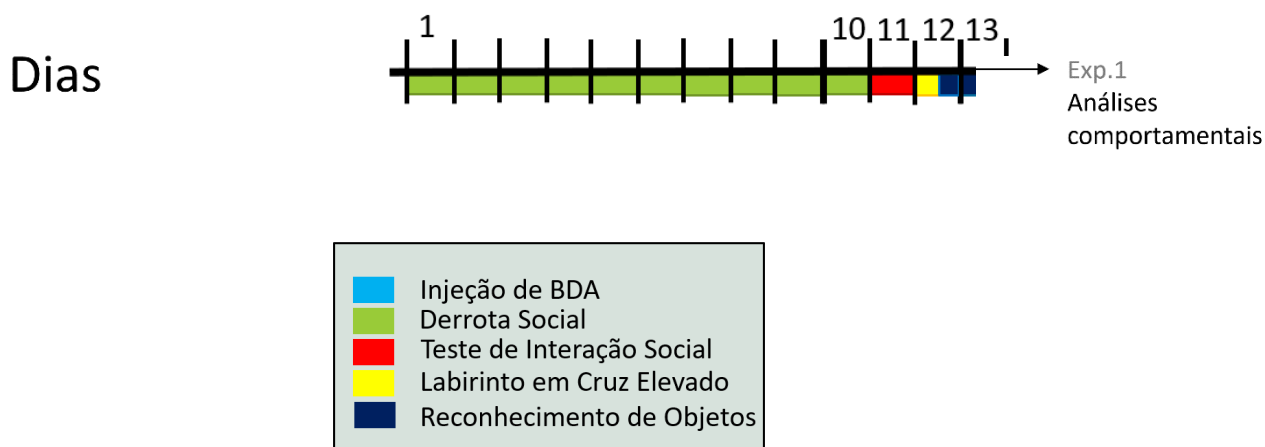 1 10 11 12 13
Dias
Exp.1
Análises
comportamentais
Injeção de BDA
Derrota Social
Teste de Interação Social
Labirinto em Cruz Elevado
Reconhecimento de Objetos